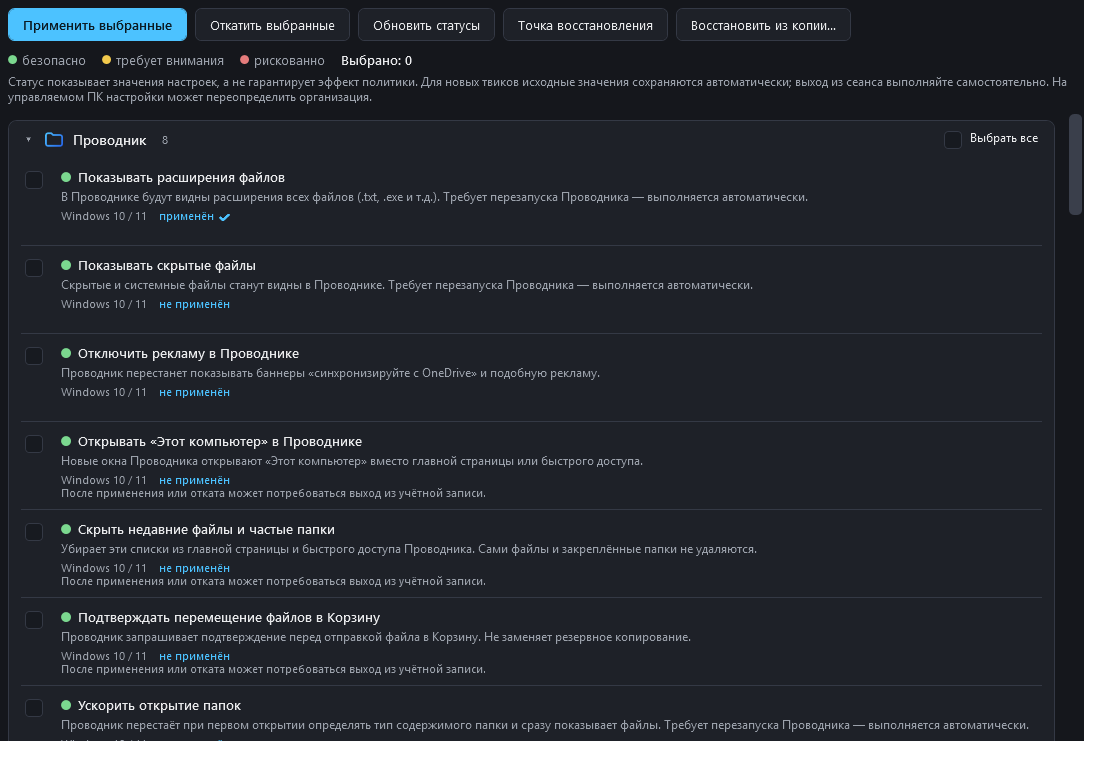 Применить выбранные
Откатить выбранные
Обновить статусы
Точка восстановления
Восстановить из копии...
безопасно
требует внимания
рискованно
Выбрано: 0
Статус показывает значения настроек, а не гарантирует эффект политики. Для новых твиков исходные значения сохраняются автоматически; выход из сеанса выполняйте самостоятельно. На
управляемом ПК настройки может переопределить организация.
Проводник 8
Выбрать все
Показывать расширения файлов
В Проводнике будут видны расширения всех файлов (.txt, .exe и т.д.). Требует перезапуска Проводника — выполняется автоматически.
Windows 10 / 11 применён
Показывать скрытые файлы
Скрытые и системные файлы станут видны в Проводнике. Требует перезапуска Проводника — выполняется автоматически.
Windows 10 / 11 не применён
Отключить рекламу в Проводнике
Проводник перестанет показывать баннеры «синхронизируйте с OneDrive» и подобную рекламу.
Windows 10 / 11 не применён
Открывать «Этот компьютер» в Проводнике
Новые окна Проводника открывают «Этот компьютер» вместо главной страницы или быстрого доступа.
Windows 10 / 11 не применён
После применения или отката может потребоваться выход из учётной записи.
Скрыть недавние файлы и частые папки
Убирает эти списки из главной страницы и быстрого доступа Проводника. Сами файлы и закреплённые папки не удаляются.
Windows 10 / 11 не применён
После применения или отката может потребоваться выход из учётной записи.
Подтверждать перемещение файлов в Корзину
Проводник запрашивает подтверждение перед отправкой файла в Корзину. Не заменяет резервное копирование.
Windows 10 / 11 не применён
После применения или отката может потребоваться выход из учётной записи.
Ускорить открытие папок
Проводник перестаёт при первом открытии определять тип содержимого папки и сразу показывает файлы. Требует перезапуска Проводника — выполняется автоматически.